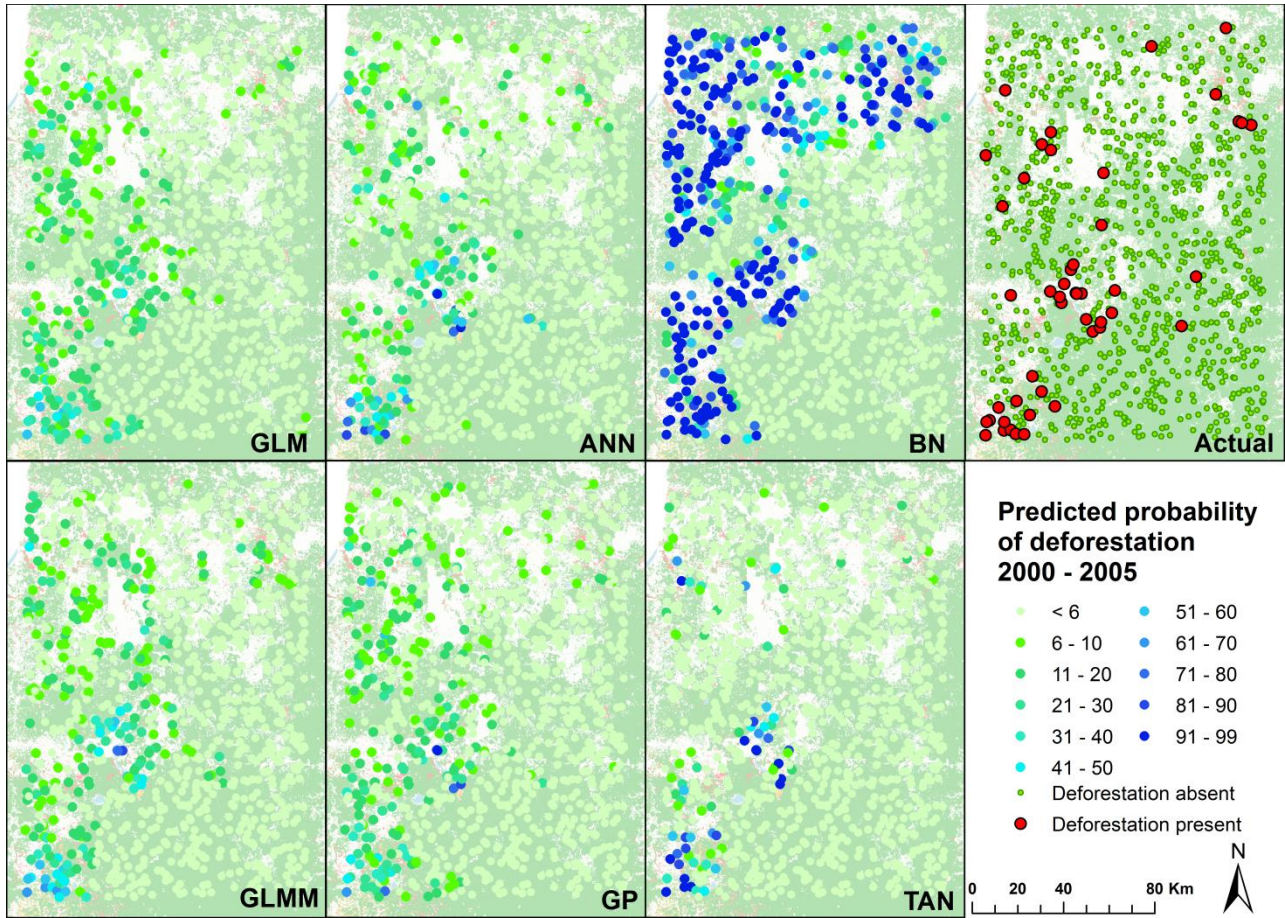 GLM
ANN
BN
Actual
GLMM
GP
TAN
Predicted probability
of deforestation
2000 - 2005
< 6
51 - 60
6 - 10
61 - 70
11 - 20
71 - 80
21 - 30
81 - 90
31 - 40
91 - 99
41 - 50
Deforestation absent
Deforestation present
N
0 20 40 80 Km